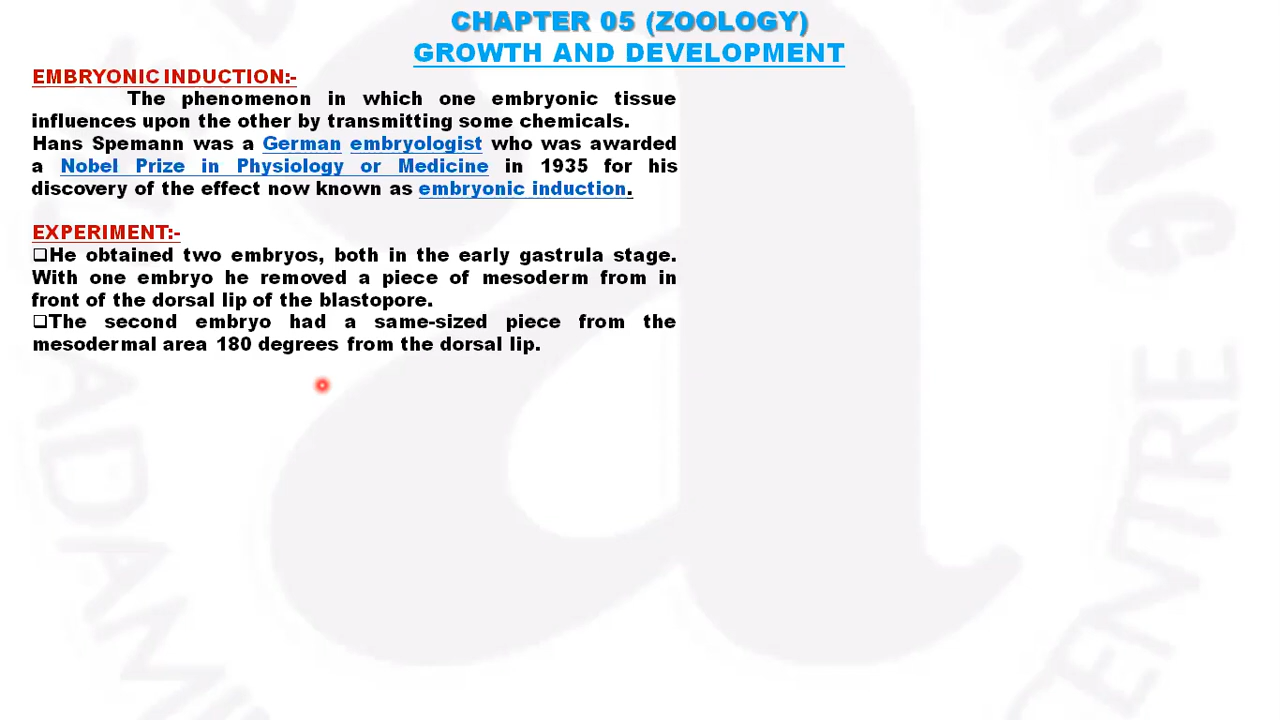 CHAPTER 05 (ZOOLOGY)
GROWTH AND DEVELOPMENT
EMBRYONIC INDUCTION:-
The phenomenon in which one embryonic tissue
influences upon the other by transmitting some chemicals.
Hans Spemann was a German embryologist who was awarded
a Nobel Prize in Physiology or Medicine in 1935 for his
discovery of the effect now known as embryonic induction.
EXPERIMENT:-
❑He obtained two embryos, both in the early gastrula stage.
With one embryo he removed a piece of mesoderm from in
front of the dorsal lip of the blastopore.
❑The second embryo had a same-sized piece from the
mesodermal area 180 degrees from the dorsal lip.